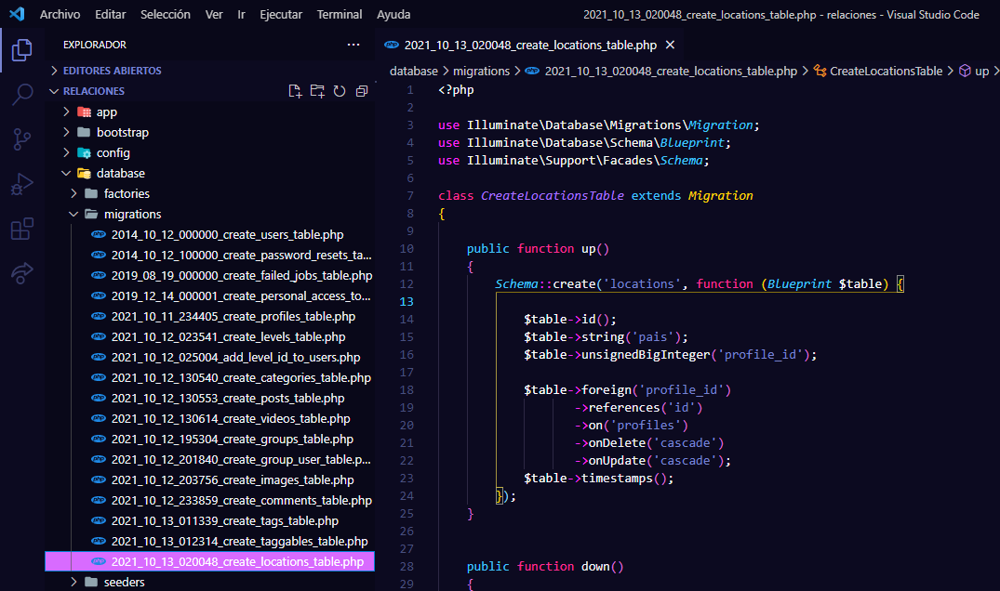 Archivo Editar Selección Ver Ir Ejecutar Terminal Ayuda 2021_10_13_020048_create_locations_table.php - relaciones - Visual Studio Code
EXPLORADOR ...
EDITORES ABIERTOS
RELACIONES
app
bootstrap
config
database
factories
migrations
2014_10_12_000000_create_users_table.php
2014_10_12_100000_create_password_resets_ta...
2019_08_19_000000_create_failed_jobs_table.php
2019_12_14_000001_create_personal_access_to...
2021_10_11_234405_create_profiles_table.php
2021_10_12_023541_create_levels_table.php
2021_10_12_025004_add_level_id_to_users.php
2021_10_12_130540_create_categories_table.php
2021_10_12_130553_create_posts_table.php
2021_10_12_130614_create_videos_table.php
2021_10_12_195304_create_groups_table.php
2021_10_12_201840_create_group_user_table.p...
2021_10_12_203756_create_images_table.php
2021_10_12_233859_create_comments_table.php
2021_10_13_011339_create_tags_table.php
2021_10_13_012314_create_taggables_table.php
2021_10_13_020048_create_locations_table.php
seeders
2021_10_13_020048_create_locations_table.php
database > migrations > 2021_10_13_020048_create_locations_table.php > CreateLocationsTable > up >
1 <?php
2
3 use Illuminate\Database\Migrations\Migration;
4 use Illuminate\Database\Schema\Blueprint;
5 use Illuminate\Support\Facades\Schema;
6
7 class CreateLocationsTable extends Migration
8 {
9
10 public function up()
11 {
12 Schema::create('locations', function (Blueprint $table) {
13
14 $table->id();
15 $table->string('pais');
16 $table->unsignedBigInteger('profile_id');
17
18 $table->foreign('profile_id')
19 ->references('id')
20 ->on('profiles')
21 ->onDelete('cascade')
22 ->onUpdate('cascade');
23 $table->timestamps();
24 });
25 }
26
27
28 public function down()
29 {